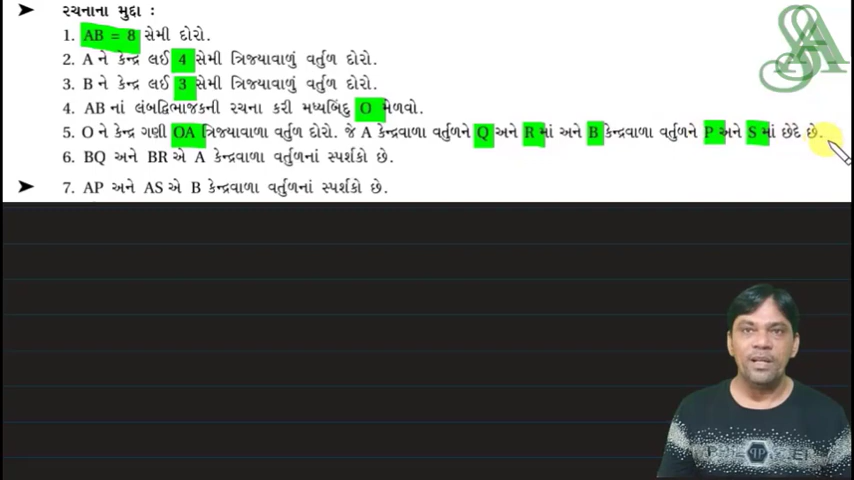 રચનાના મુદ્દા :
1. AB = 8 સેમી દોરો.
2. A ને કેન્દ્ર લઈ 4 સેમી ત્રિજ્યાવાળું વર્તુળ દોરો.
3. B ને કેન્દ્ર લઈ 3 સેમી ત્રિજ્યાવાળું વર્તુળ દોરો.
4. AB નાં લંબદ્વિભાજકની રચના કરી મધ્યબિંદુ O મેળવો.
5. O ને કેન્દ્ર ગણી OA ત્રિજ્યાવાળા વર્તુળ દોરો. જે A કેન્દ્રવાળા વર્તુળને Q અને R માં અને B કેન્દ્રવાળા વર્તુળને P અને S માં છેદે છે.
6. BQ અને BR એ A કેન્દ્રવાળા વર્તુળનાં સ્પર્શકો છે.
7. AP અને AS એ B કેન્દ્રવાળા વર્તુળનાં સ્પર્શકો છે.